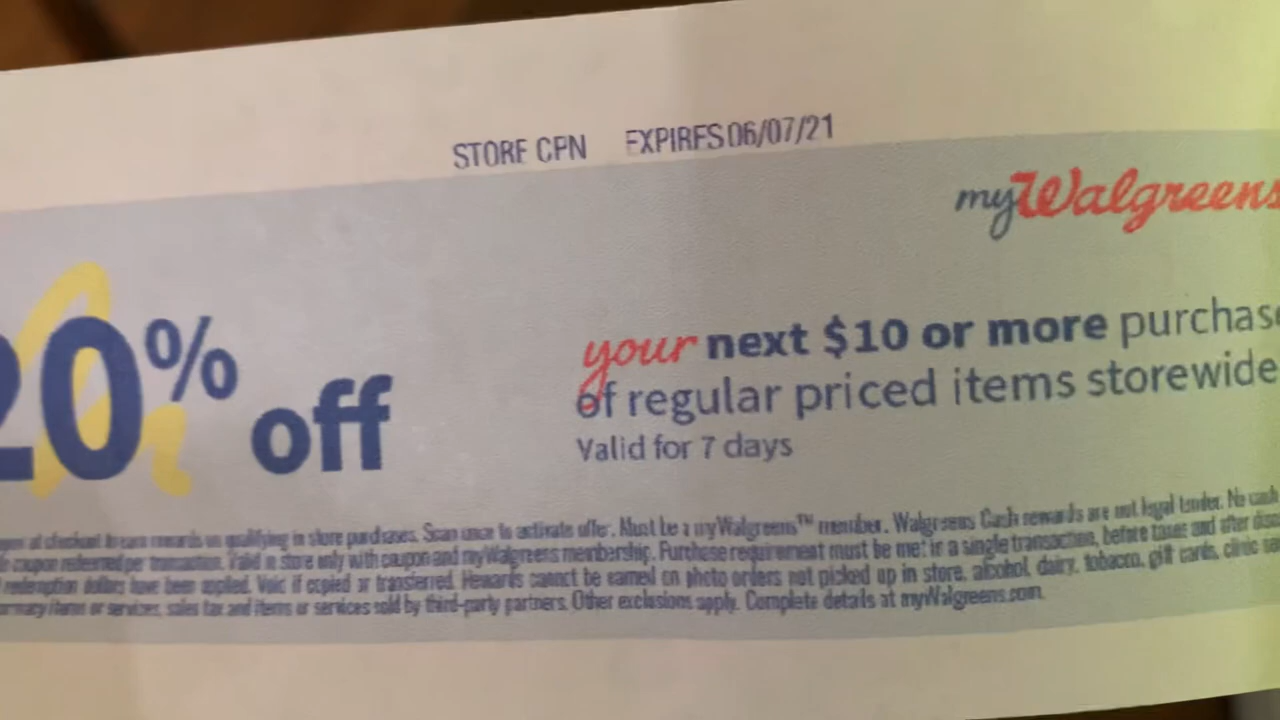 STORE CPN EXPIRES 06/07/21
myWalgreens
20% off
your next $10 or more purchase
of regular priced items storewide
Valid for 7 days
at checkout to earn rewards on qualifying in store purchases. Scan once to activate offer. Must be a myWalgreens™ member. Walgreens Cash rewards are not legal tender. No cash
coupon redeemed per transaction. Valid in store only with coupon and myWalgreens membership. Purchase requirement must be met in a single transaction, before taxes and after
redemption dollars have been applied. Void if copied or transferred. Rewards cannot be earned on photo orders not picked up in store, alcohol, dairy, tobacco, gift cards, clinic
items or services, sales tax and items or services sold by third-party partners. Other exclusions apply. Complete details at myWalgreens.com.